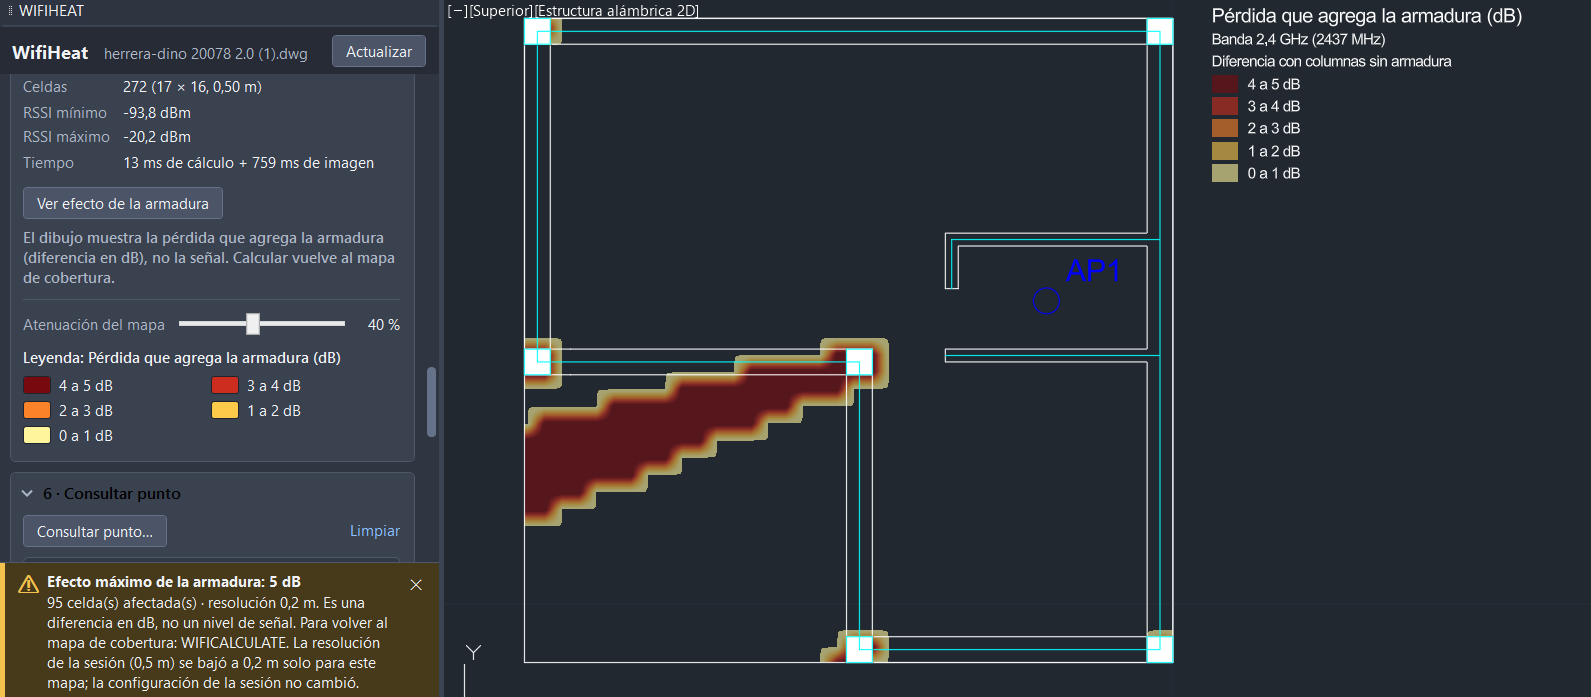 WIFIHEAT
WifiHeat herrera-dino 20078 2.0 (1).dwg Actualizar
Celdas 272 (17 × 16, 0,50 m)
RSSI mínimo -93,8 dBm
RSSI máximo -20,2 dBm
Tiempo 13 ms de cálculo + 759 ms de imagen
Ver efecto de la armadura
El dibujo muestra la pérdida que agrega la armadura
(diferencia en dB), no la señal. Calcular vuelve al mapa
de cobertura.
Atenuación del mapa 40 %
Leyenda: Pérdida que agrega la armadura (dB)
4 a 5 dB 3 a 4 dB
2 a 3 dB 1 a 2 dB
0 a 1 dB
6 · Consultar punto
Consultar punto... Limpiar
Efecto máximo de la armadura: 5 dB
95 celda(s) afectada(s) · resolución 0,2 m. Es una
diferencia en dB, no un nivel de señal. Para volver al
mapa de cobertura: WIFICALCULATE. La resolución
de la sesión (0,5 m) se bajó a 0,2 m solo para este
mapa; la configuración de la sesión no cambió.
[−][Superior][Estructura alámbrica 2D]
AP1
Y
Pérdida que agrega la armadura (dB)
Banda 2,4 GHz (2437 MHz)
Diferencia con columnas sin armadura
4 a 5 dB
3 a 4 dB
2 a 3 dB
1 a 2 dB
0 a 1 dB